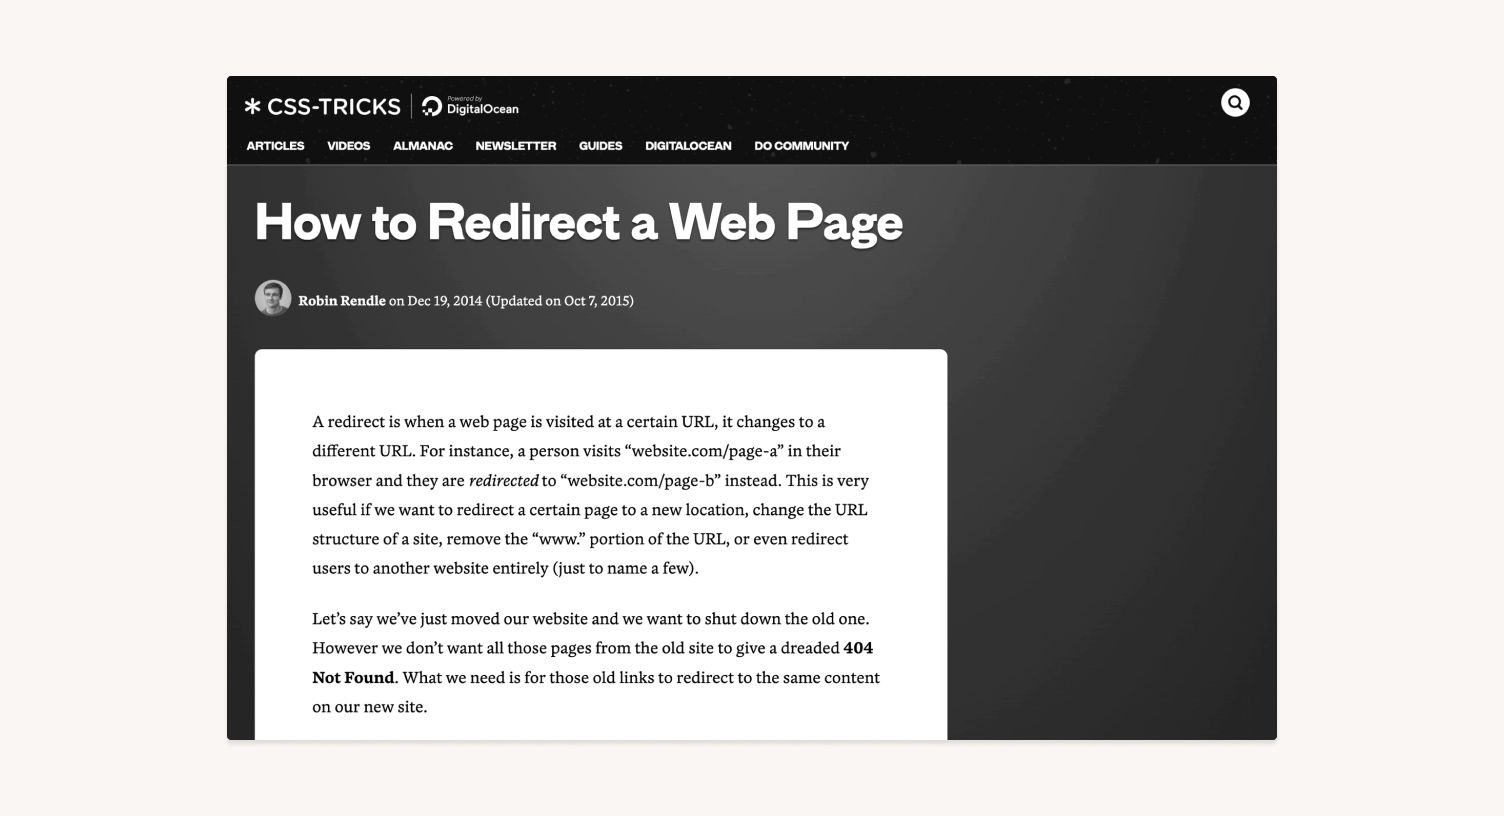 CSS-TRICKS
Powered by
DigitalOcean
ARTICLES VIDEOS ALMANAC NEWSLETTER GUIDES DIGITALOCEAN DO COMMUNITY
How to Redirect a Web Page
Robin Rendle on Dec 19, 2014 (Updated on Oct 7, 2015)
A redirect is when a web page is visited at a certain URL, it changes to a
different URL. For instance, a person visits “website.com/page-a” in their
browser and they are redirected to “website.com/page-b” instead. This is very
useful if we want to redirect a certain page to a new location, change the URL
structure of a site, remove the “www.” portion of the URL, or even redirect
users to another website entirely (just to name a few).
Let’s say we’ve just moved our website and we want to shut down the old one.
However we don’t want all those pages from the old site to give a dreaded 404
Not Found. What we need is for those old links to redirect to the same content
on our new site.